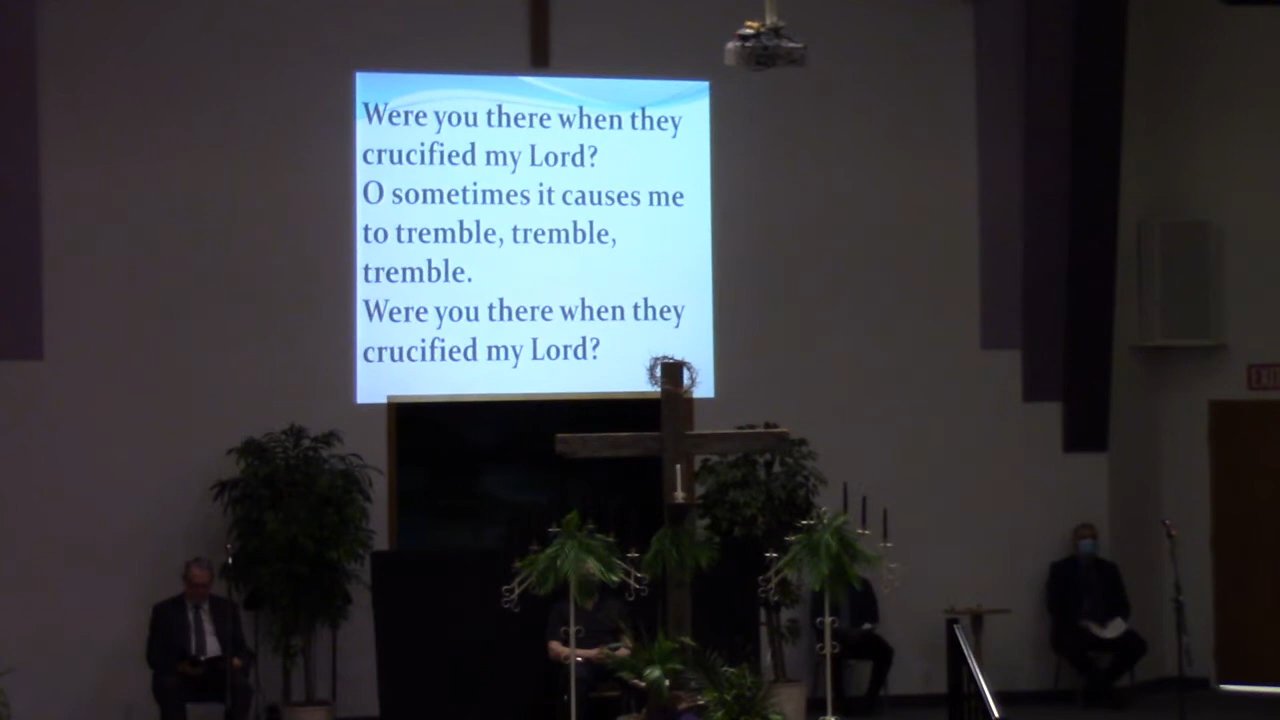 Were you there when they
crucified my Lord?
O sometimes it causes me
to tremble, tremble,
tremble.
Were you there when they
crucified my Lord?
EXIT